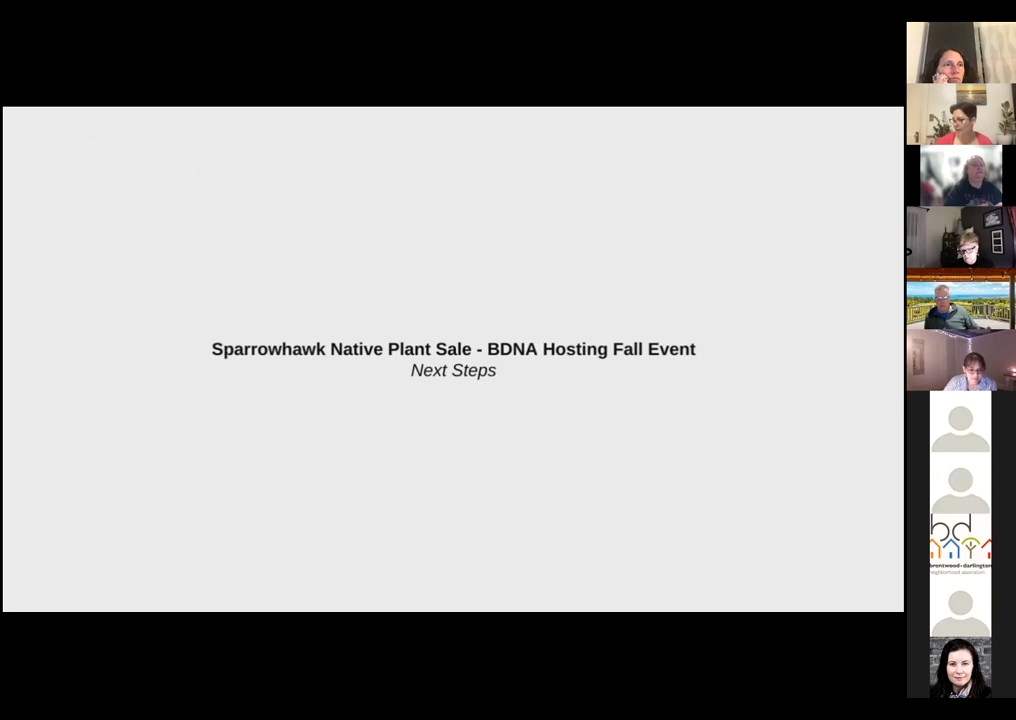 Sparrowhawk Native Plant Sale - BDNA Hosting Fall Event
Next Steps
bd
brentwood-darlington
neighborhood association